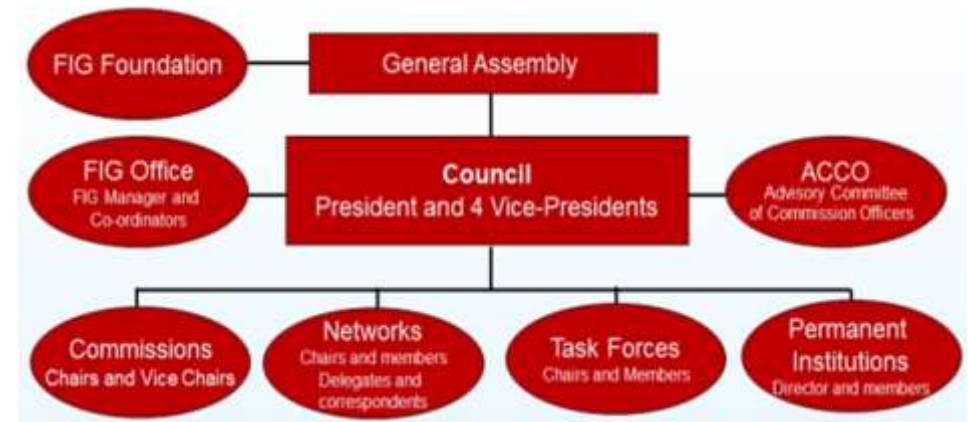 FIG Foundation
General Assembly
FIG Office
FIG Manager and
Co-ordinators
Council
President and 4 Vice-Presidents
ACCO
Advisory Committee
of Commission Officers
Commissions
Chairs and Vice Chairs
Networks
Chairs and members
Delegates and
correspondents
Task Forces
Chairs and Members
Permanent
Institutions
Director and members